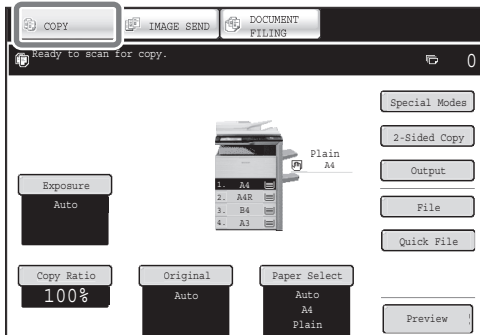 COPY
IMAGE SEND
DOCUMENT
FILING
Ready to scan for copy.
0
Special Modes
2-Sided Copy
Plain
A4
Output
1. A4
2. A4R
3. B4
4. A3
Exposure
Auto
File
Quick File
Copy Ratio
100%
Original
Auto
Paper Select
Auto
A4
Plain
Preview